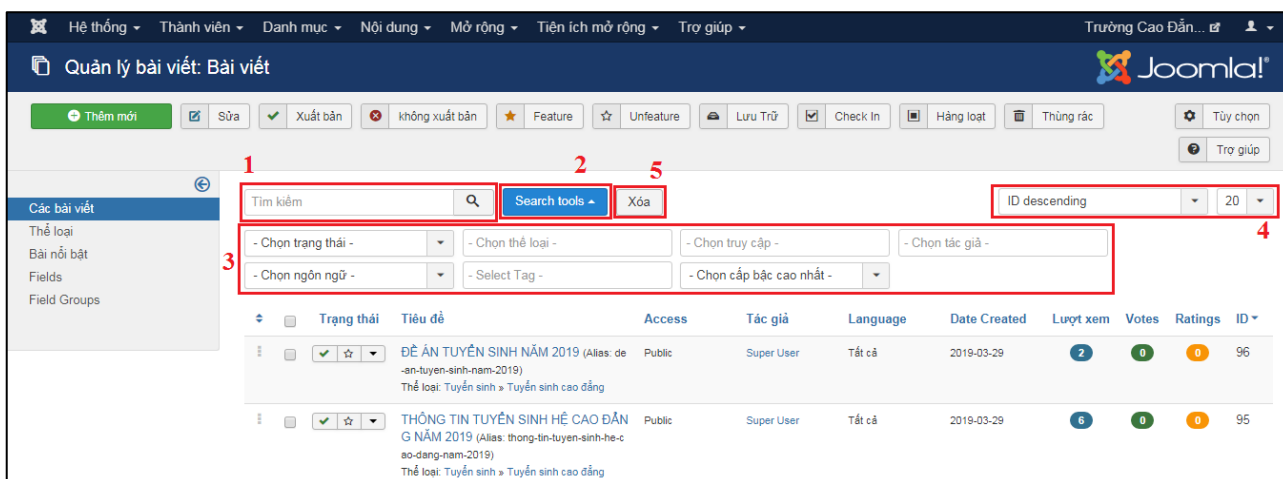 Hệ thống Thành viên Danh mục Nội dung Mở rộng Tiện ích mở rộng Trợ giúp Trường Cao Đẳn...
Quản lý bài viết: Bài viết Joomla!®
Thêm mới Sửa Xuất bản không xuất bản Feature Unfeature Lưu Trữ Check In Hàng loạt Thùng rác Tùy chọn
Trợ giúp
1 2 5
Tìm kiếm Search tools Xóa ID descending 20
4
Các bài viết
Thể loại
Bài nổi bật
Fields
Field Groups
3
- Chọn trạng thái - - Chọn thể loại - - Chọn truy cập - - Chọn tác giả -
- Chọn ngôn ngữ - - Select Tag - - Chọn cấp bậc cao nhất -
Trạng thái Tiêu đề Access Tác giả Language Date Created Lượt xem Votes Ratings ID
ĐỀ ÁN TUYỂN SINH NĂM 2019 (Alias: de Public Super User Tất cả 2019-03-29 2 0 0 96
-an-tuyen-sinh-nam-2019)
Thể loại: Tuyển sinh » Tuyển sinh cao đẳng
THÔNG TIN TUYỂN SINH HỆ CAO ĐẲN Public Super User Tất cả 2019-03-29 6 0 0 95
G NĂM 2019 (Alias: thong-tin-tuyen-sinh-he-c
ao-dang-nam-2019)
Thể loại: Tuyển sinh » Tuyển sinh cao đẳng